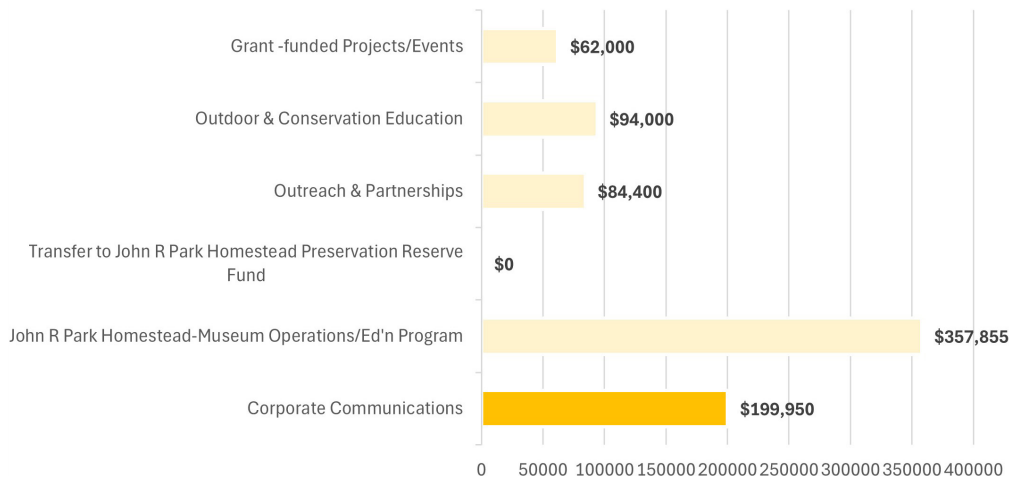 Grant -funded Projects/Events
$62,000
Outdoor & Conservation Education
$94,000
Outreach & Partnerships
$84,400
Transfer to John R Park Homestead Preservation Reserve
Fund
$0
John R Park Homestead-Museum Operations/Ed'n Program
$357,855
Corporate Communications
$199,950
0 50000 100000 150000 200000 250000 300000 350000 400000